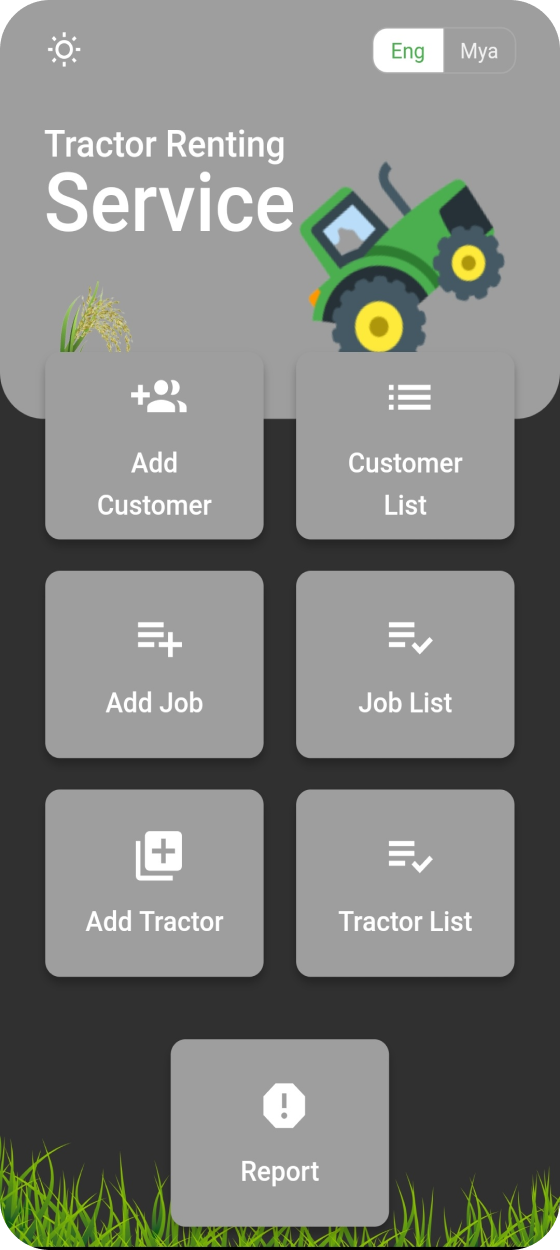 Eng Mya
Tractor Renting
Service
Add
Customer
Customer
List
Add Job
Job List
Add Tractor
Tractor List
Report